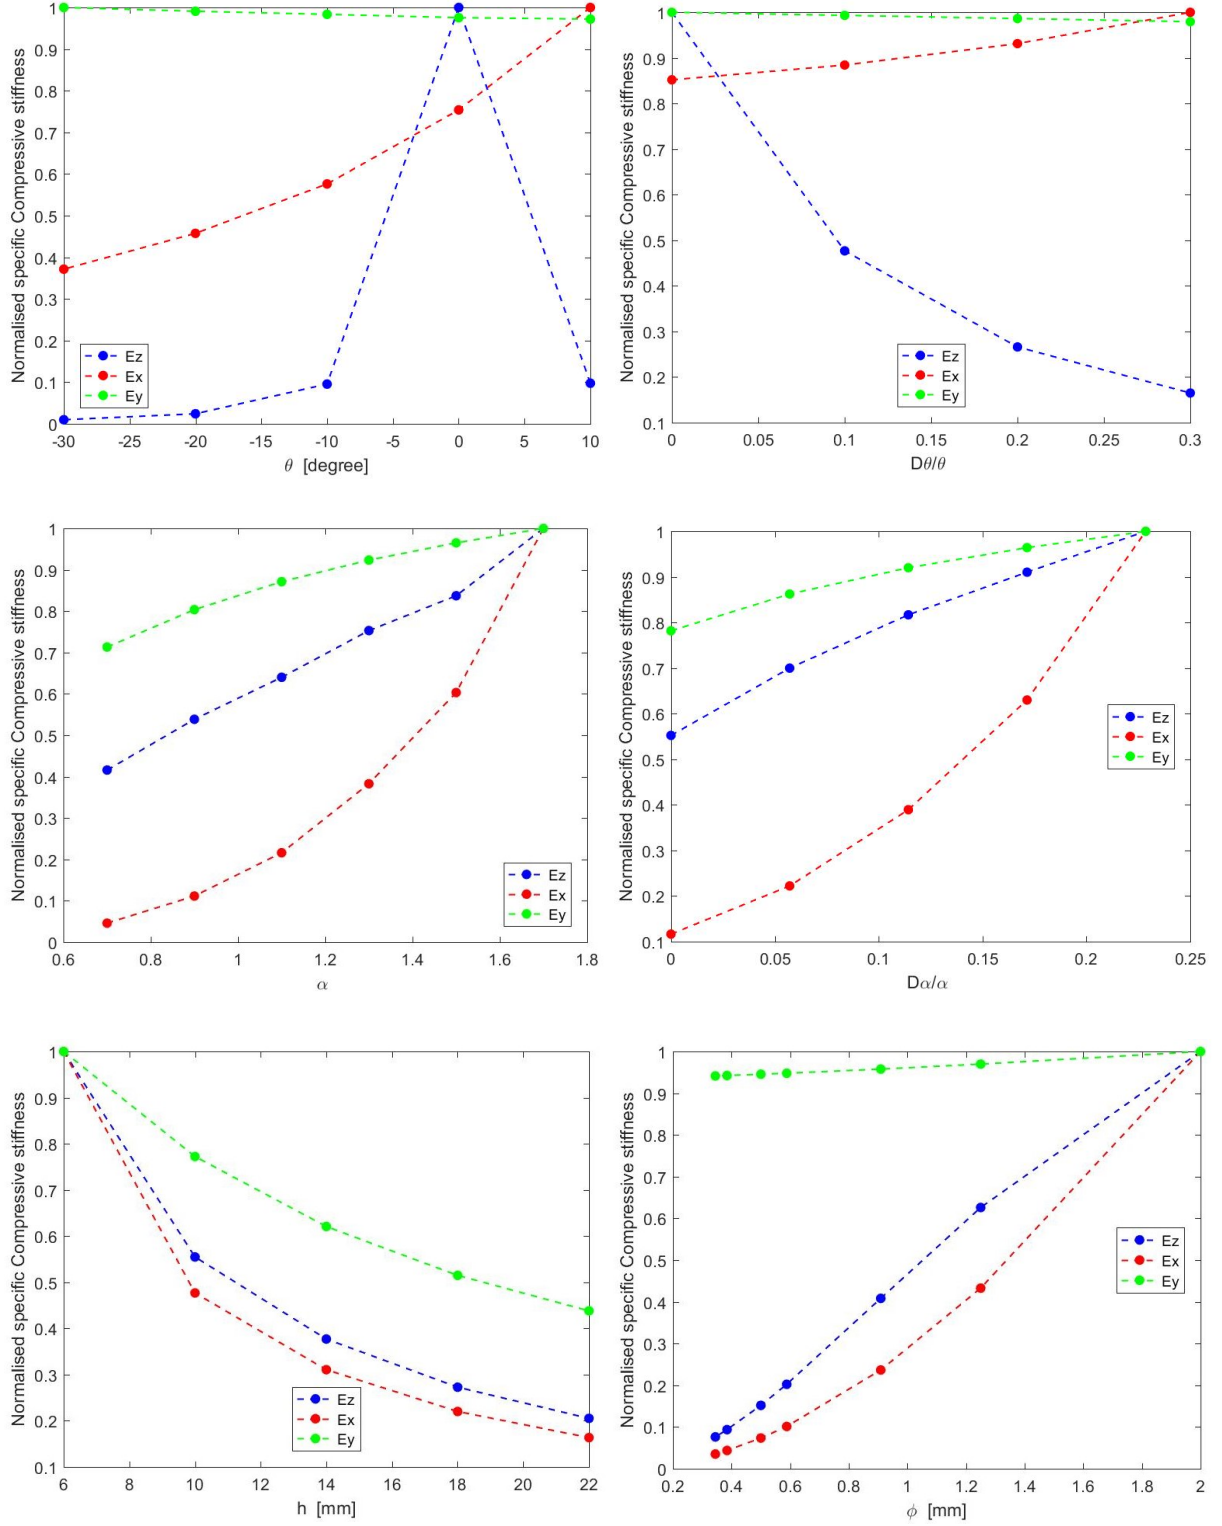 Normalised specific Compressive stiffness
1
0.9
0.8
0.7
0.6
0.5
0.4
0.3
0.2
0.1
0
Ez
Ex
Ey
-30 -25 -20 -15 -10 -5 0 5 10
θ [degree]
Normalised specific Compressive stiffness
1
0.9
0.8
0.7
0.6
0.5
0.4
0.3
0.2
0.1
Ez
Ex
Ey
0 0.05 0.1 0.15 0.2 0.25 0.3
Dθ/θ
Normalised specific Compressive stiffness
1
0.9
0.8
0.7
0.6
0.5
0.4
0.3
0.2
0.1
0
Ez
Ex
Ey
0.6 0.8 1 1.2 1.4 1.6 1.8
α
Normalised specific Compressive stiffness
1
0.9
0.8
0.7
0.6
0.5
0.4
0.3
0.2
0.1
Ez
Ex
Ey
0 0.05 0.1 0.15 0.2 0.25
Dα/α
Normalised specific Compressive stiffness
1
0.9
0.8
0.7
0.6
0.5
0.4
0.3
0.2
0.1
Ez
Ex
Ey
6 8 10 12 14 16 18 20 22
h [mm]
Normalised specific Compressive stiffness
1
0.9
0.8
0.7
0.6
0.5
0.4
0.3
0.2
0.1
0
Ez
Ex
Ey
0.2 0.4 0.6 0.8 1 1.2 1.4 1.6 1.8 2
ϕ [mm]